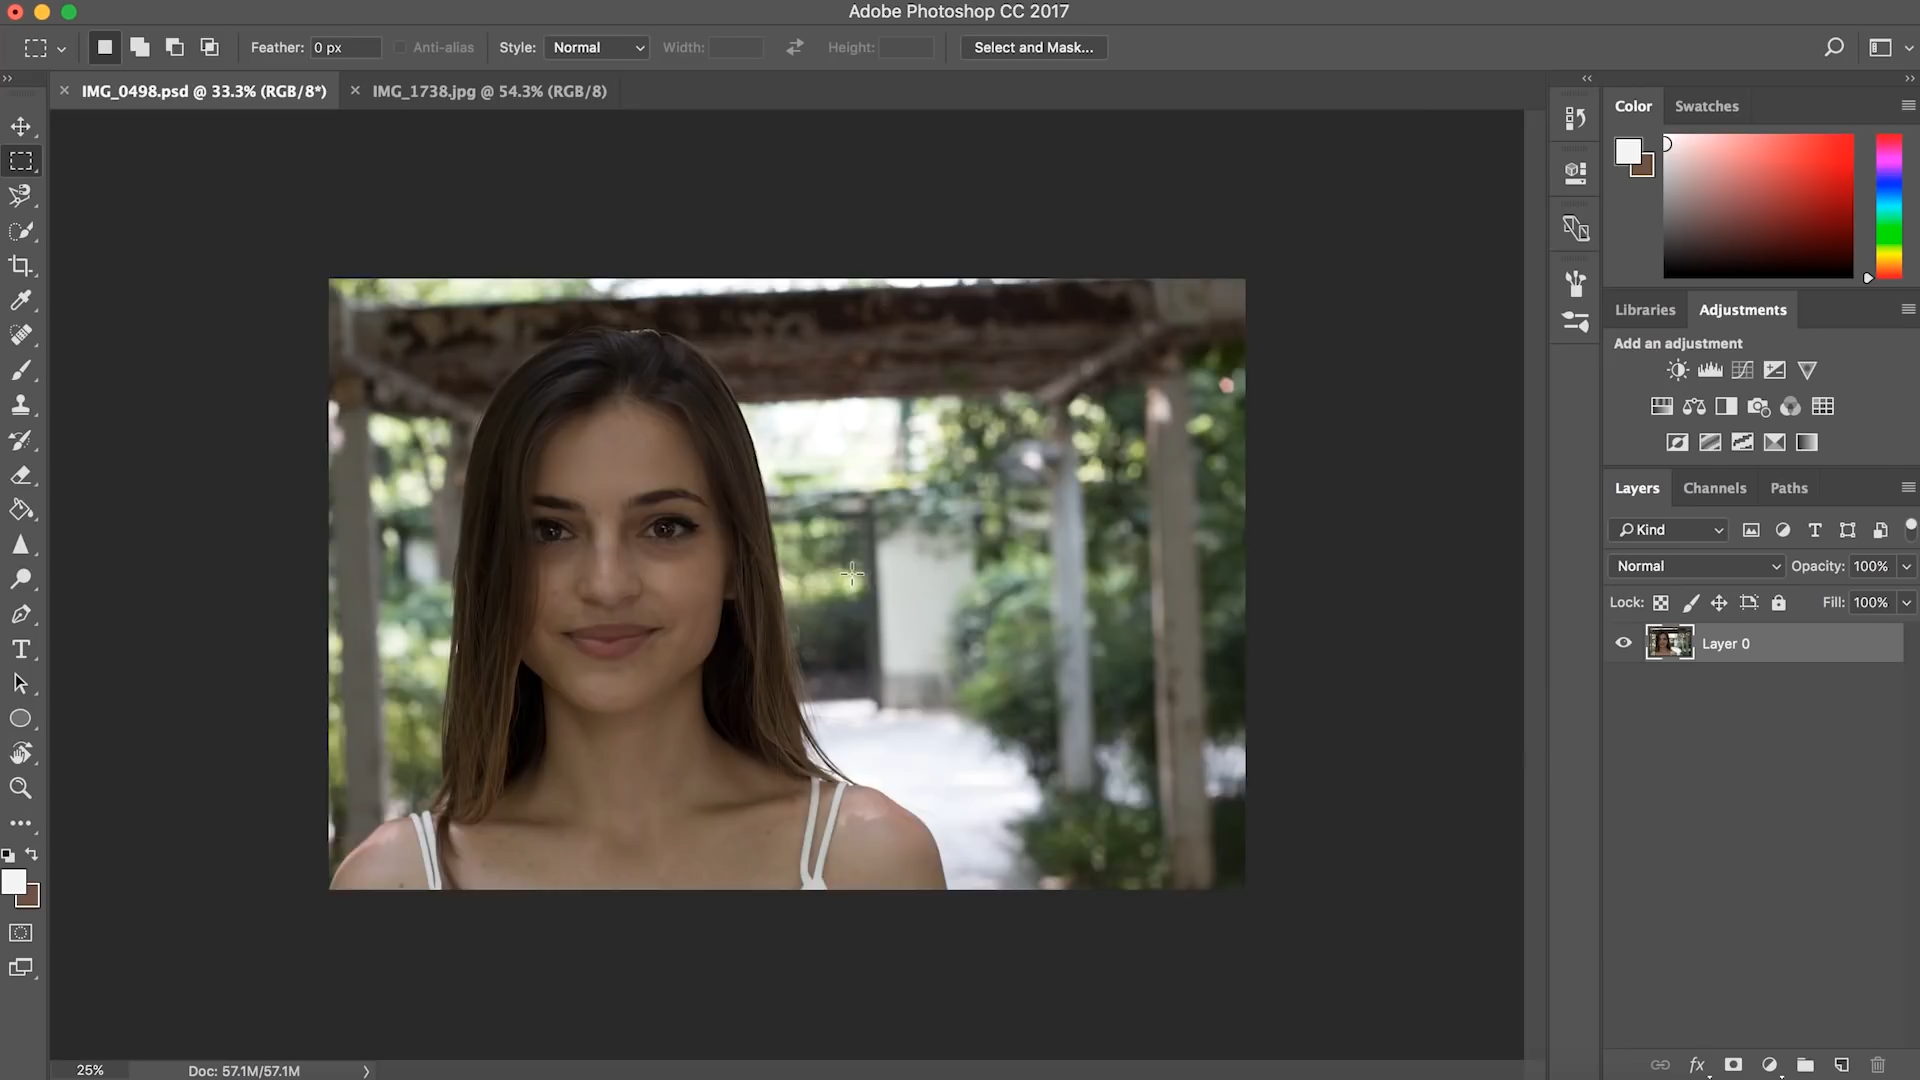 Adobe Photoshop CC 2017
Feather: 0 px Anti-alias Style: Normal Width: Height: Select and Mask...
IMG_0498.psd @ 33.3% (RGB/8*) IMG_1738.jpg @ 54.3% (RGB/8)
Color Swatches
Libraries Adjustments
Add an adjustment
Layers Channels Paths
Kind
Normal Opacity: 100%
Lock: Fill: 100%
Layer 0
25% Doc: 57.1M/57.1M